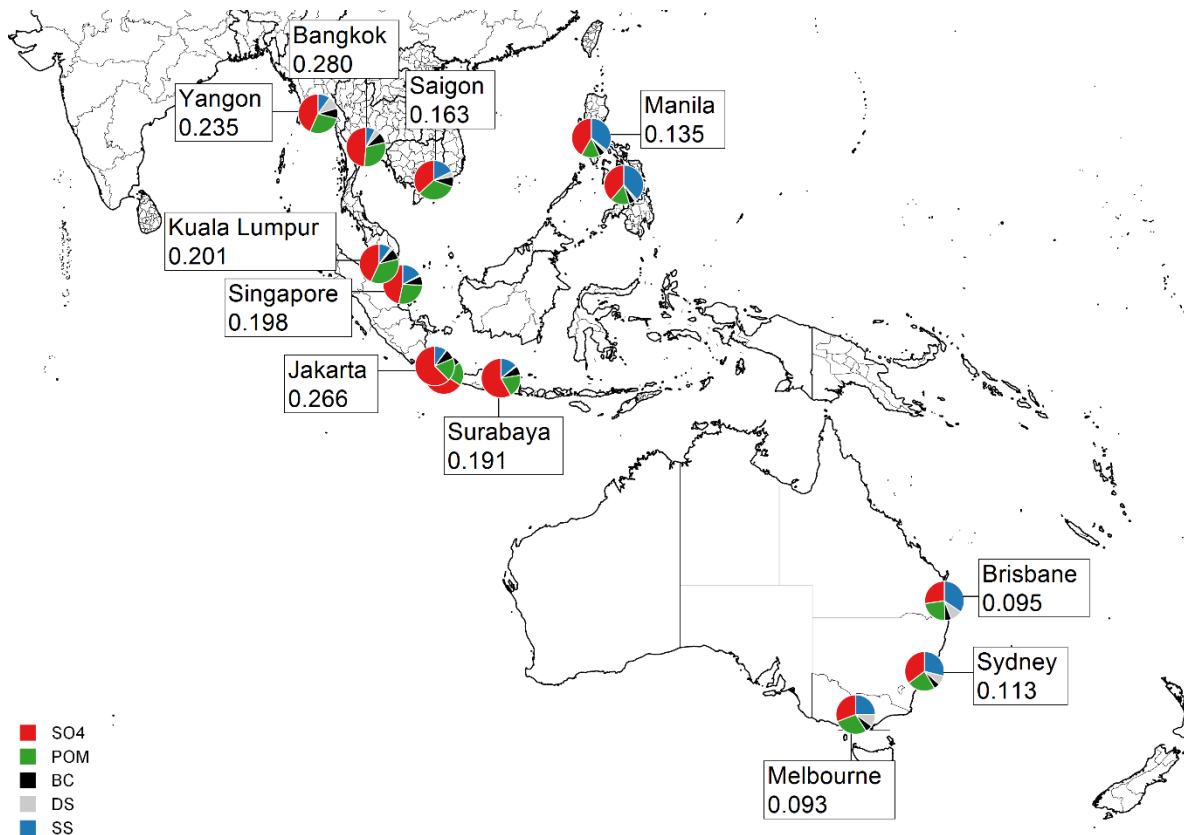 Bangkok
0.280
Saigon
0.163
Yangon
0.235
Manila
0.135
Kuala Lumpur
0.201
Singapore
0.198
Jakarta
0.266
Surabaya
0.191
Brisbane
0.095
Sydney
0.113
Melbourne
0.093
SO4
POM
BC
DS
SS